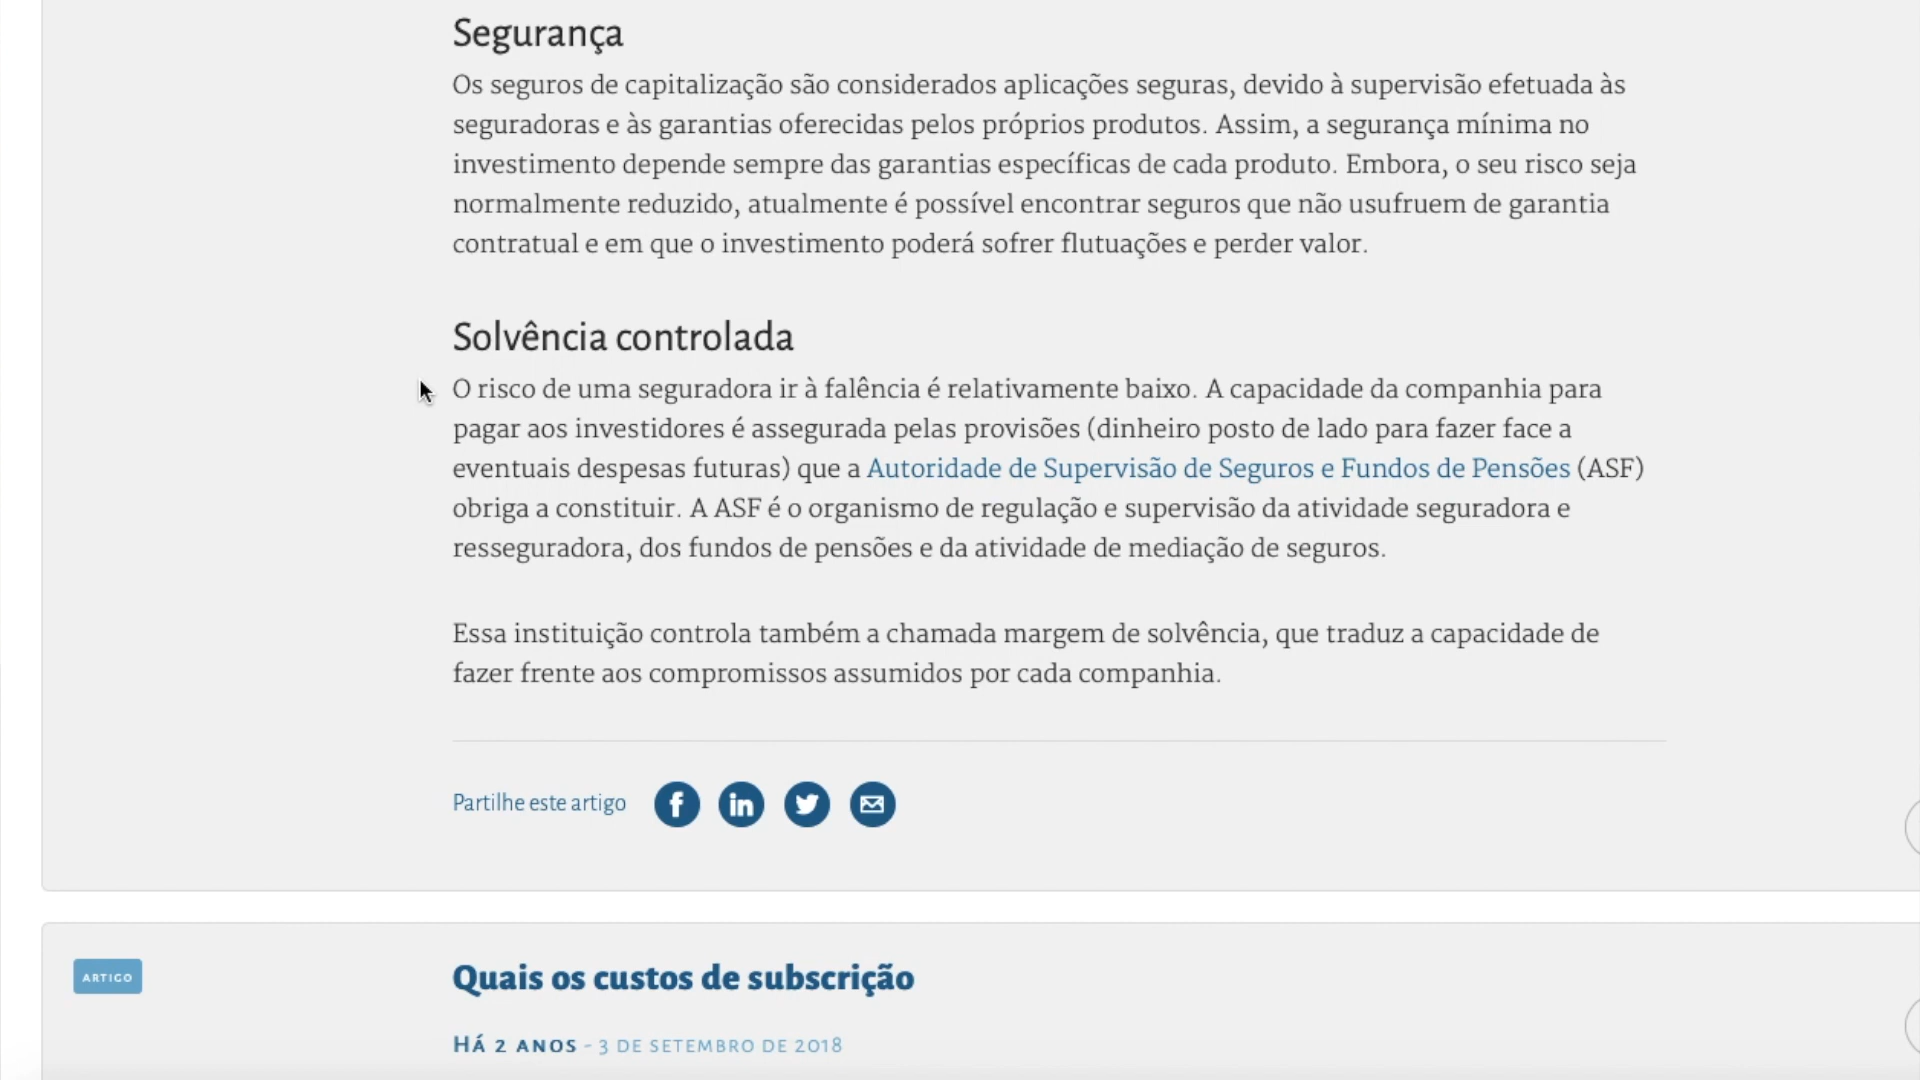 Segurança
Os seguros de capitalização são considerados aplicações seguras, devido à supervisão efetuada às
seguradoras e às garantias oferecidas pelos próprios produtos. Assim, a segurança mínima no
investimento depende sempre das garantias específicas de cada produto. Embora, o seu risco seja
normalmente reduzido, atualmente é possível encontrar seguros que não usufruem de garantia
contratual e em que o investimento poderá sofrer flutuações e perder valor.
Solvência controlada
O risco de uma seguradora ir à falência é relativamente baixo. A capacidade da companhia para
pagar aos investidores é assegurada pelas provisões (dinheiro posto de lado para fazer face a
eventuais despesas futuras) que a Autoridade de Supervisão de Seguros e Fundos de Pensões (ASF)
obriga a constituir. A ASF é o organismo de regulação e supervisão da atividade seguradora e
resseguradora, dos fundos de pensões e da atividade de mediação de seguros.
Essa instituição controla também a chamada margem de solvência, que traduz a capacidade de
fazer frente aos compromissos assumidos por cada companhia.
Partilhe este artigo
ARTIGO
Quais os custos de subscrição
HÁ 2 ANOS - 3 DE SETEMBRO DE 2018